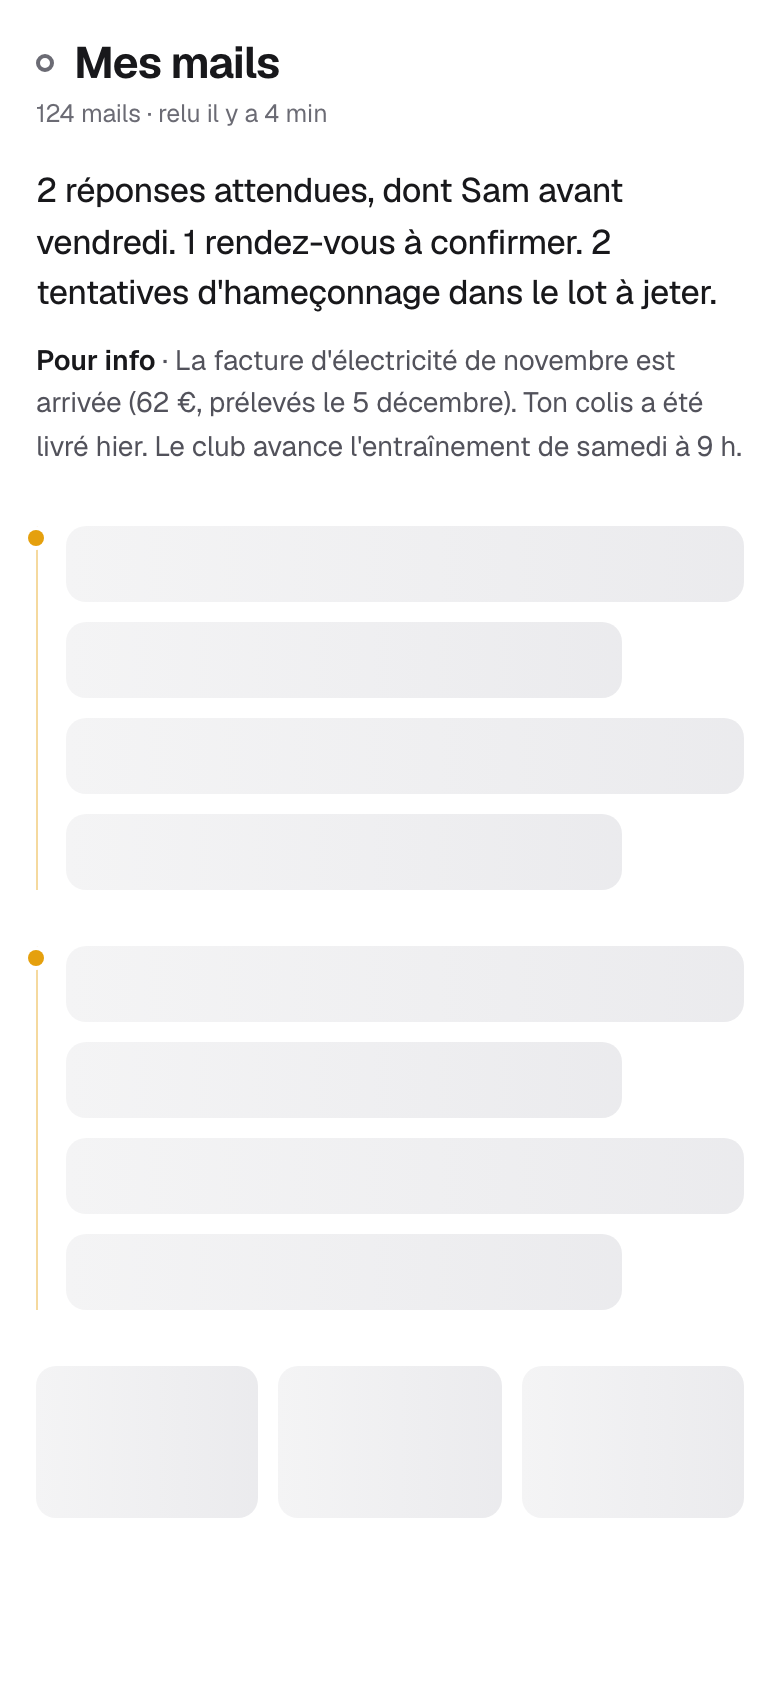 Mes mails
124 mails · relu il y a 4 min
2 réponses attendues, dont Sam avant
vendredi. 1 rendez-vous à confirmer. 2
tentatives d'hameçonnage dans le lot à jeter.
Pour info · La facture d'électricité de novembre est
arrivée (62 €, prélevés le 5 décembre). Ton colis a été
livré hier. Le club avance l'entraînement de samedi à 9 h.